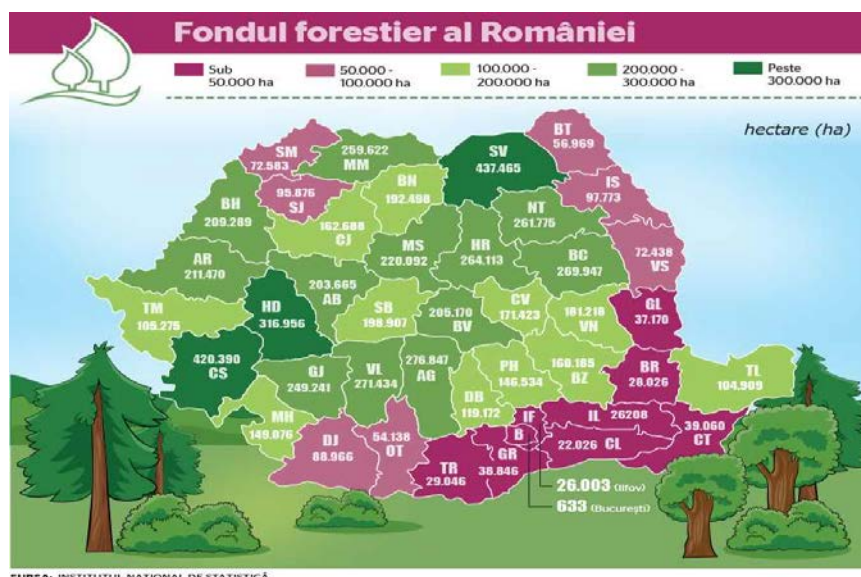 Fondul forestier al României
Sub
50.000 ha
50.000 -
100.000 ha
100.000 -
200.000 ha
200.000 -
300.000 ha
Peste
300.000 ha
hectare (ha)
BT
56.969
SM
72.583
259.622
MM
SV
437.465
95.876
SJ
BN
192.498
IS
97.773
BH
209.289
162.688
CJ
NT
261.775
MS
220.092
HR
264.113
BC
269.947
72.438
VS
AR
211.470
203.665
AB
TM
105.275
HD
316.956
SB
198.907
205.170
BV
CV
171.423
181.218
VN
GL
37.170
420.390
CS
GJ
249.241
VL
271.434
276.847
AG
PH
146.534
160.185
BZ
BR
28.026
TL
104.909
DB
119.172
MH
149.076
DJ
88.966
54.138
OT
TR
29.046
GR
38.846
IF
B
IL 26208
22.026 CL
39.060
CT
26.003 (Ilfov)
633 (București)
INSTITUTUL NAȚIONAL DE STATISTICĂ